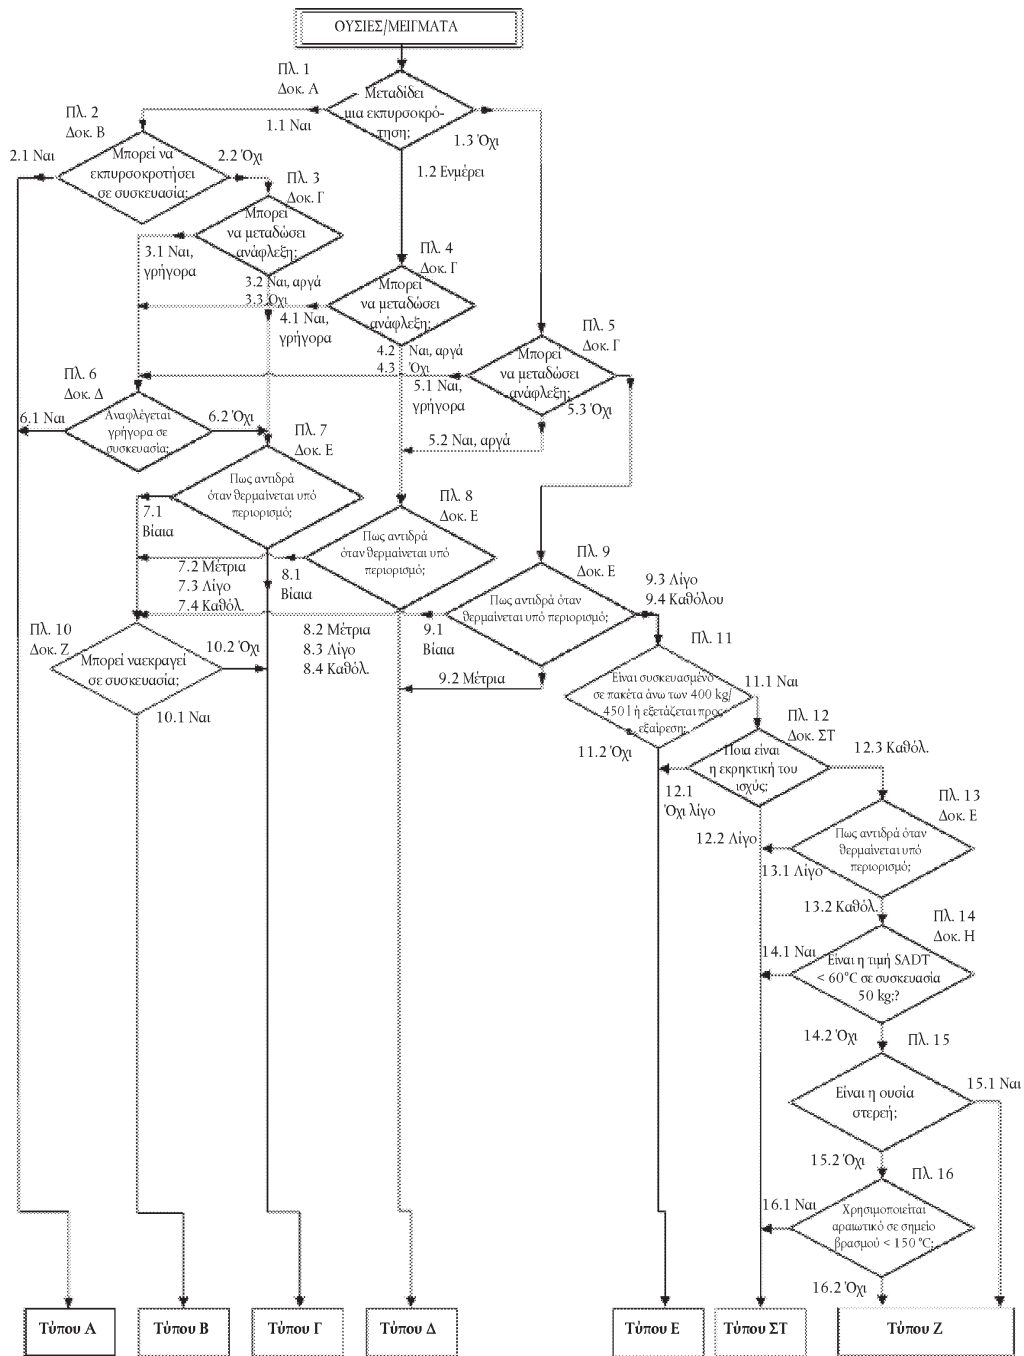 ΟΥΣΙΕΣ/ΜΕΙΓΜΑΤΑ
Πλ. 1
Δοκ. Α
Μεταδίδει
μια εκπυρσοκρό-
τηση;
1.1 Ναι
1.3 Όχι
1.2 Ενμέρει
Πλ. 2
Δοκ. Β
2.1 Ναι
Μπορεί να
εκπυρσοκροτήσει
σε συσκευασία;
2.2 Όχι
Πλ. 3
Δοκ. Γ
Μπορεί
να μεταδώσει
ανάφλεξη;
3.1 Ναι,
γρήγορα
3.2 Ναι, αργά
3.3 Όχι
Πλ. 4
Δοκ. Γ
Μπορεί
να μεταδώσει
ανάφλεξη;
4.1 Ναι,
γρήγορα
4.2 Ναι, αργά
4.3 Όχι
Πλ. 5
Δοκ. Γ
Μπορεί
να μεταδώσει
ανάφλεξη;
5.1 Ναι,
γρήγορα
5.3 Όχι
5.2 Ναι, αργά
Πλ. 6
Δοκ. Δ
6.1 Ναι
Αναφλέγεται
γρήγορα σε
συσκευασία;
6.2 Όχι
Πλ. 7
Δοκ. Ε
Πως αντιδρά
όταν θερμαίνεται υπό
περιορισμό;
7.1
Βίαια
7.2 Μέτρια
7.3 Λίγο
7.4 Καθόλ.
Πλ. 8
Δοκ. Ε
Πως αντιδρά
όταν θερμαίνεται υπό
περιορισμό;
8.1
Βίαια
8.2 Μέτρια
8.3 Λίγο
8.4 Καθόλ.
Πλ. 9
Δοκ. Ε
Πως αντιδρά όταν
θερμαίνεται υπό περιορισμό;
9.1
Βίαια
9.2 Μέτρια
9.3 Λίγο
9.4 Καθόλου
Πλ. 10
Δοκ. Ζ
Μπορεί ναεκραγεί
σε συσκευασία;
10.2 Όχι
10.1 Ναι
Πλ. 11
Είναι συσκευασμένο
σε πακέτα άνω των 400 kg/
450 l ή εξετάζεται προς
εξαίρεση;
11.1 Ναι
11.2 Όχι
Πλ. 12
Δοκ. ΣΤ
Ποια είναι
η εκρηκτική του
ισχύς;
12.3 Καθόλ.
12.1
Όχι λίγο
12.2 Λίγο
Πλ. 13
Δοκ. Ε
Πως αντιδρά όταν
θερμαίνεται υπό
περιορισμό;
13.1 Λίγο
13.2 Καθόλ.
Πλ. 14
Δοκ. Η
14.1 Ναι
Είναι η τιμή SADT
< 60°C σε συσκευασία
50 kg;?
14.2 Όχι
Πλ. 15
Είναι η ουσία
στερεή;
15.1 Ναι
15.2 Όχι
Πλ. 16
16.1 Ναι
Χρησιμοποιείται
αραιωτικό σε σημείο
βρασμού < 150 °C;
16.2 Όχι
Τύπου Α
Τύπου Β
Τύπου Γ
Τύπου Δ
Τύπου Ε
Τύπου ΣΤ
Τύπου Ζ